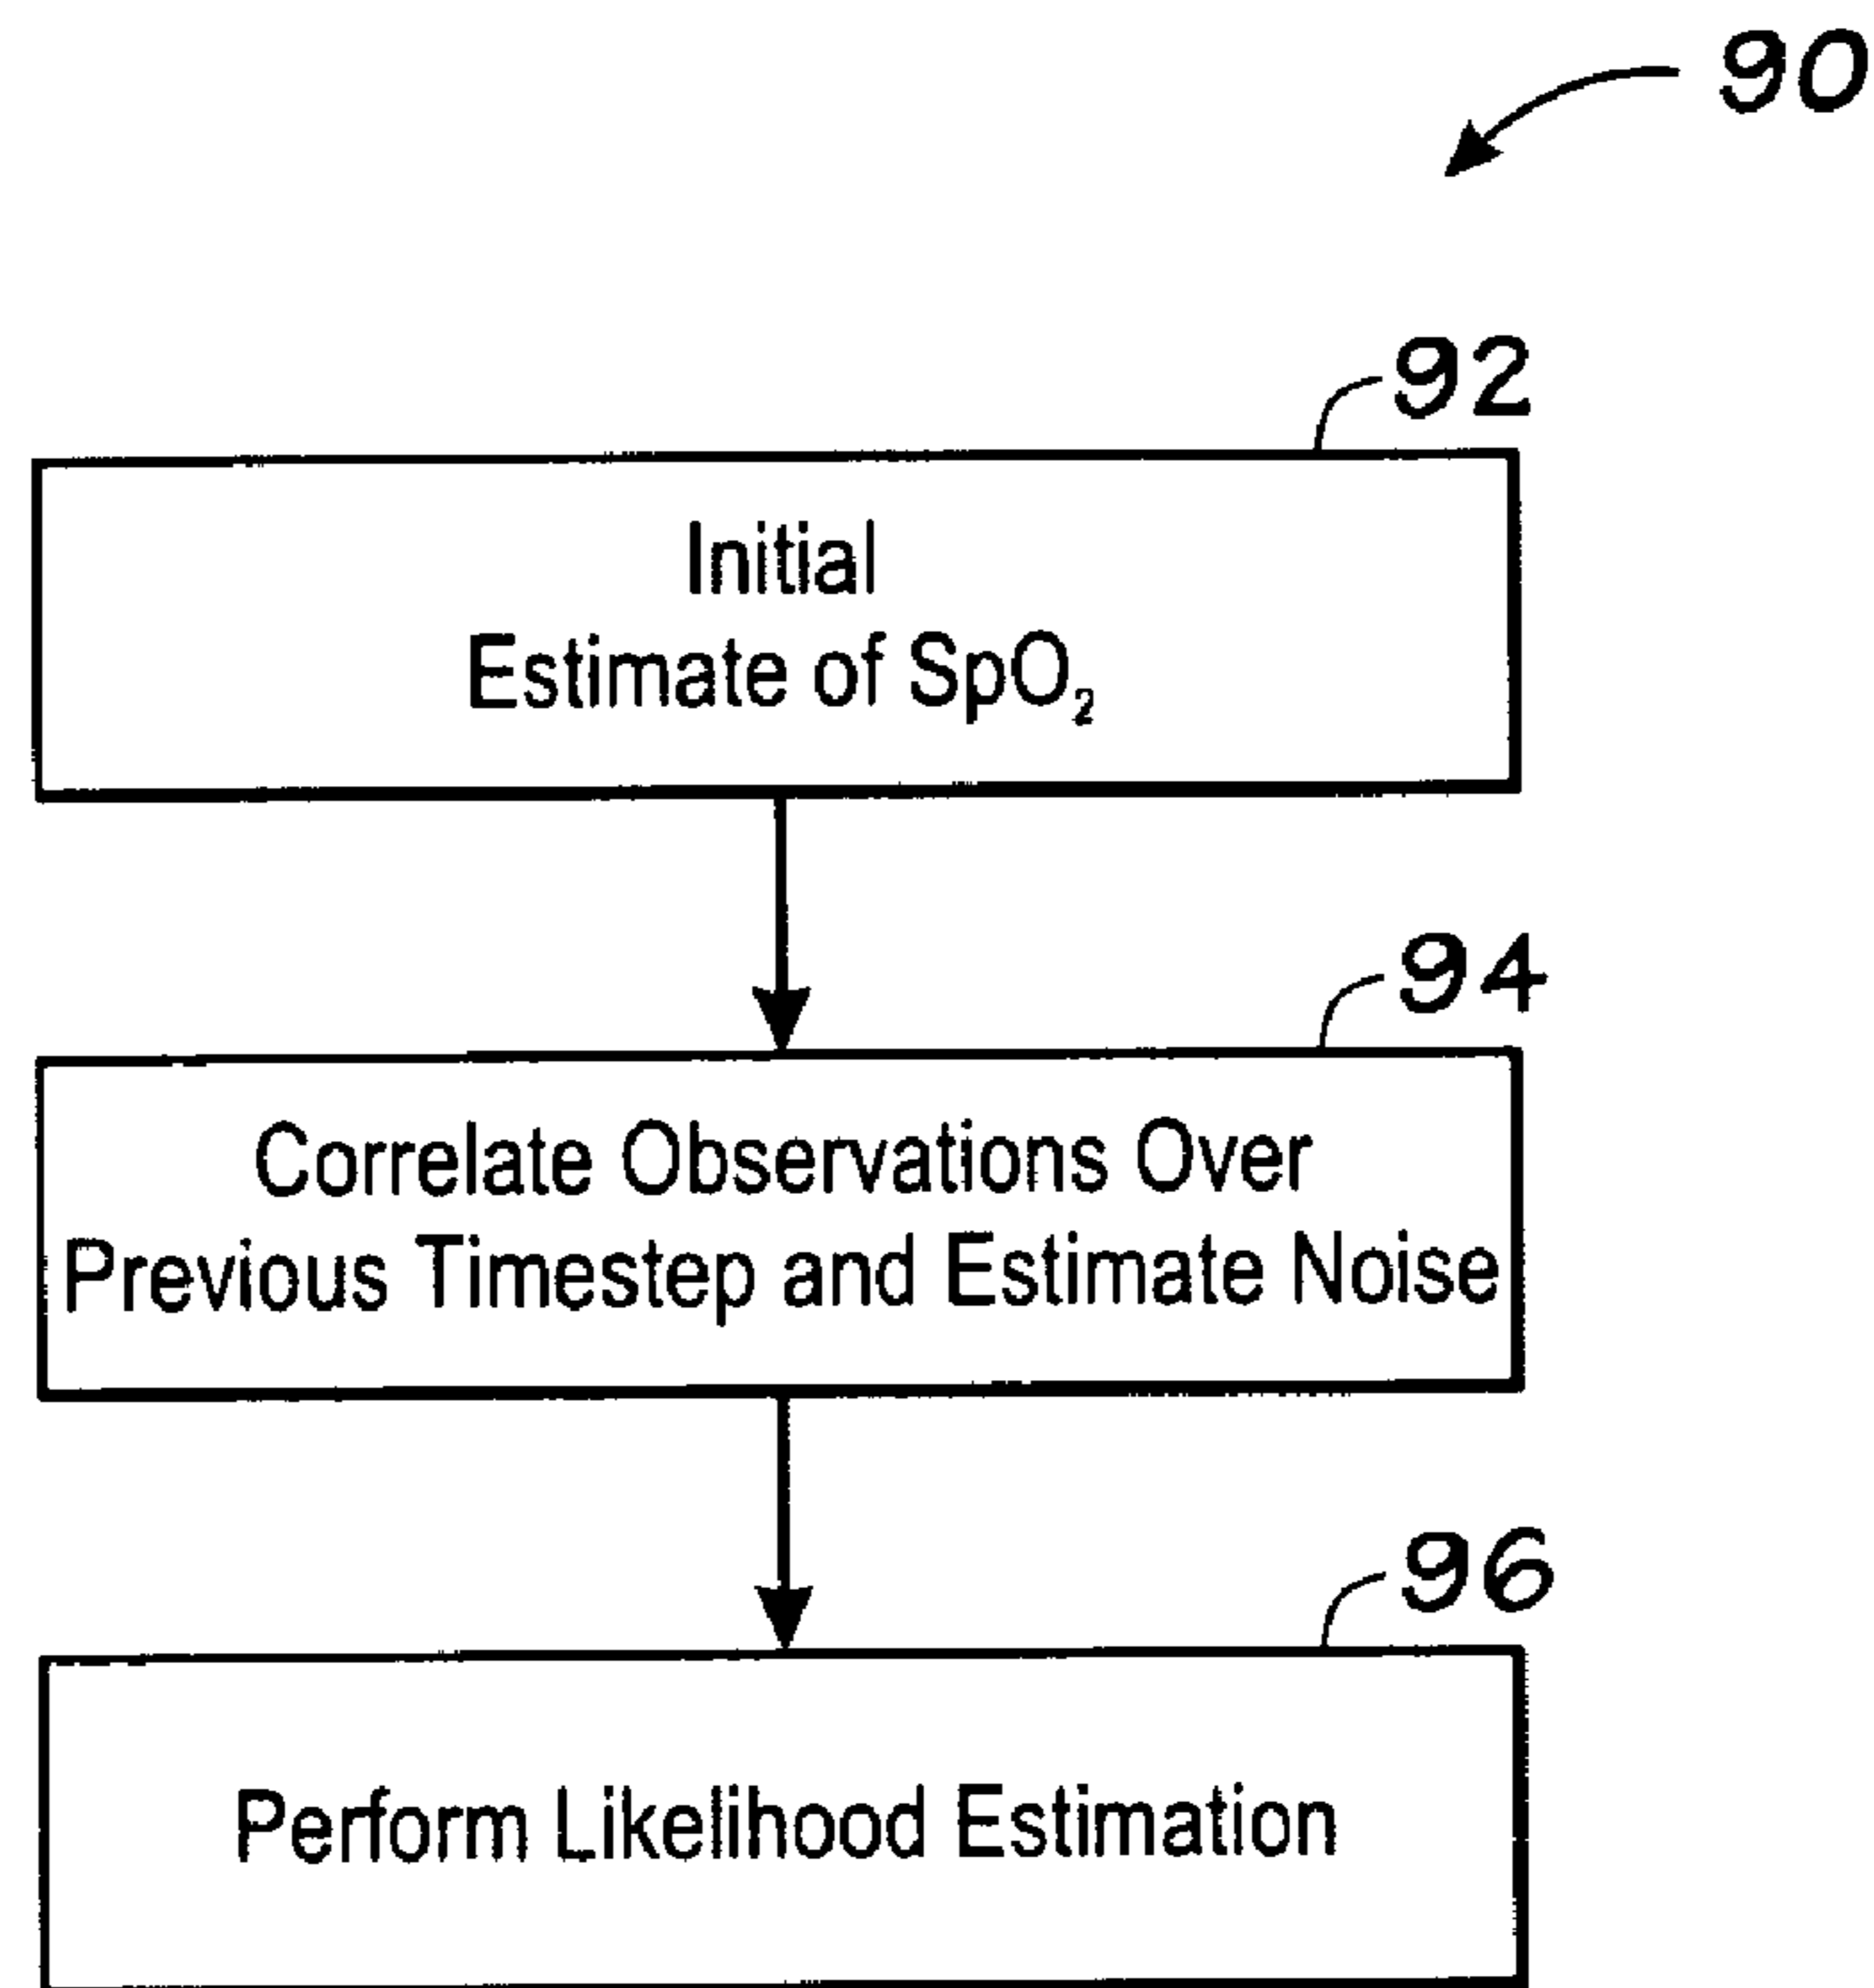 90
92
Initial
Estimate of SpO₂
94
Correlate Observations Over
Previous Timestep and Estimate Noise
96
Perform Likelihood Estimation